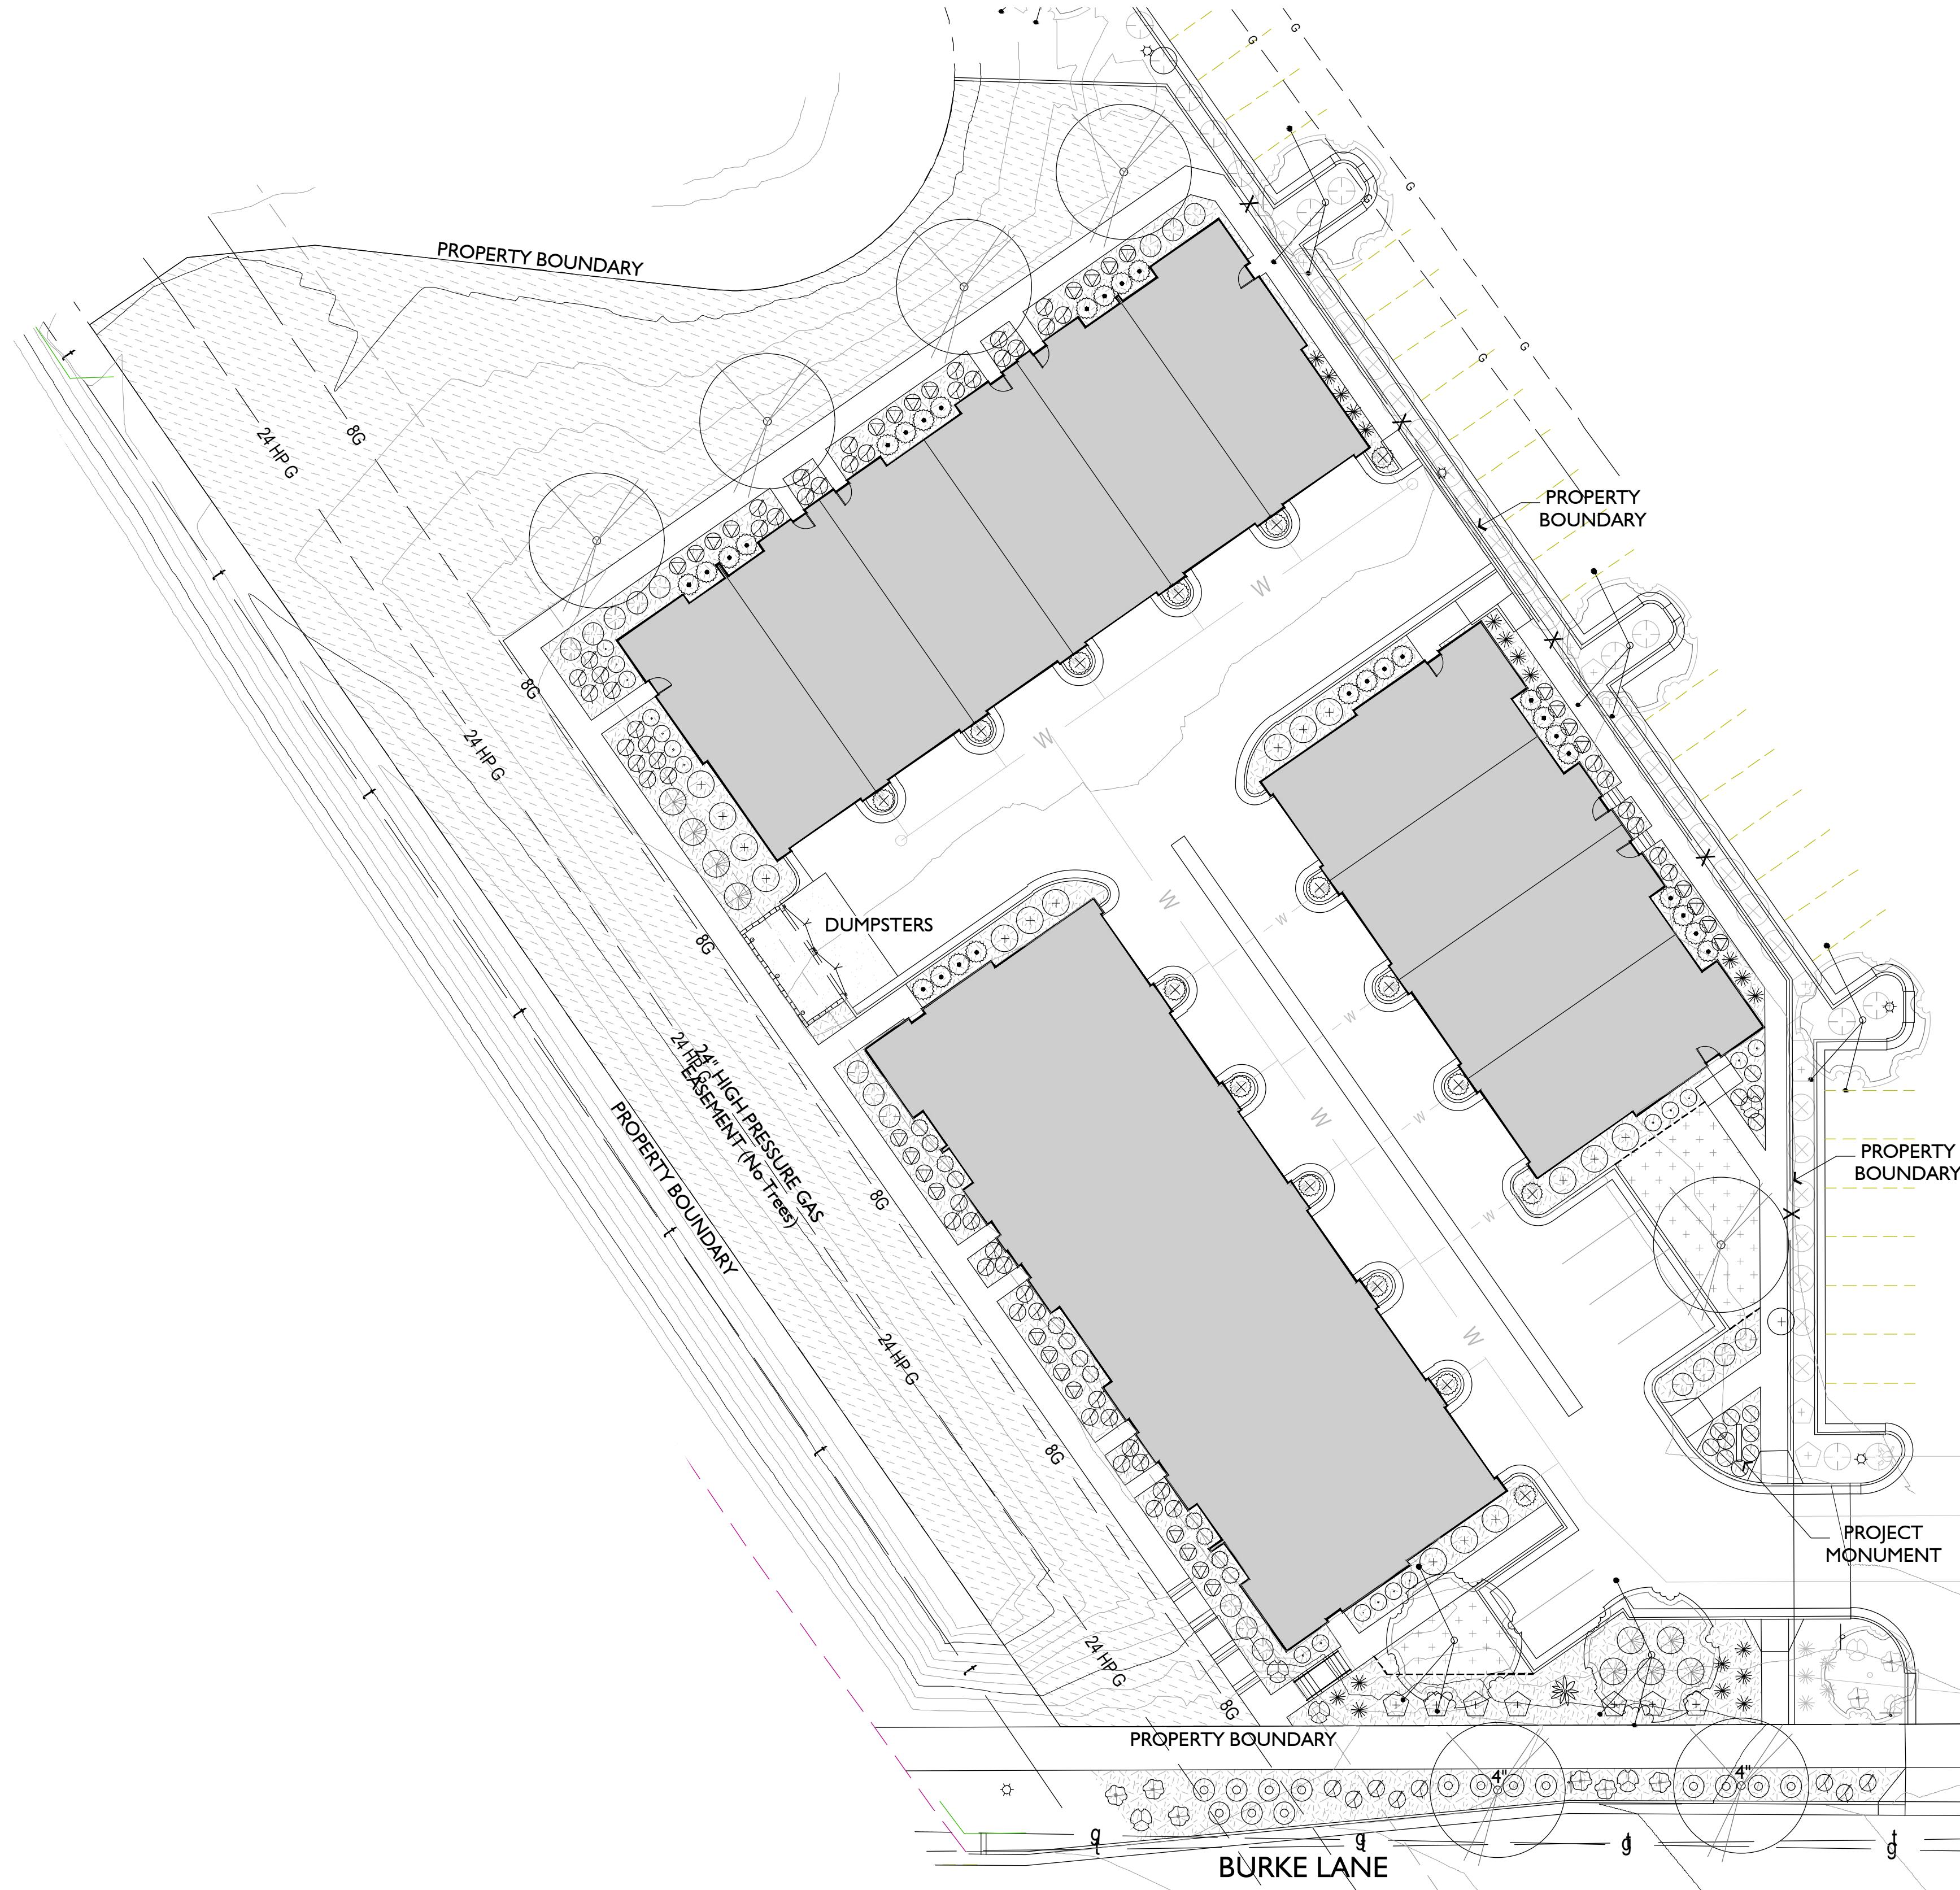 G
G
G
G
PROPERTY BOUNDARY
t
24 HP G
8G
G
G
PROPERTY
BOUNDARY
t
W
8G
24 HP G
W
t
W
W
DUMPSTERS
8G
t
W
24 HP G
24" HIGH PRESSURE GAS
EASEMENT (No Trees)
W
W
PROPERTY BOUNDARY
PROPERTY
BOUNDARY
8G
t
W
W
24 HP G
t
8G
PROJECT
MONUMENT
24 HP G
t
8G
PROPERTY BOUNDARY
4"
4"
g
t
g
t
t
g
t
g
BURKE LANE